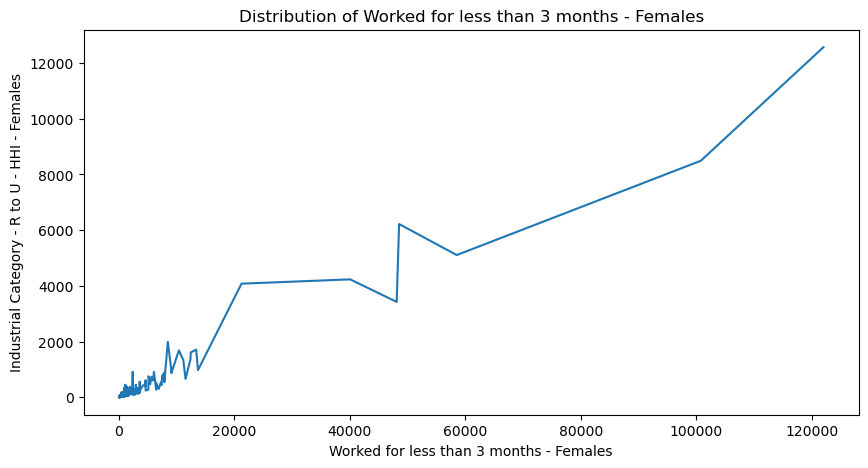 Distribution of Worked for less than 3 months - Females
Industrial Category - R to U - HHI - Females
12000
10000
8000
6000
4000
2000
0
0 20000 40000 60000 80000 100000 120000
Worked for less than 3 months - Females